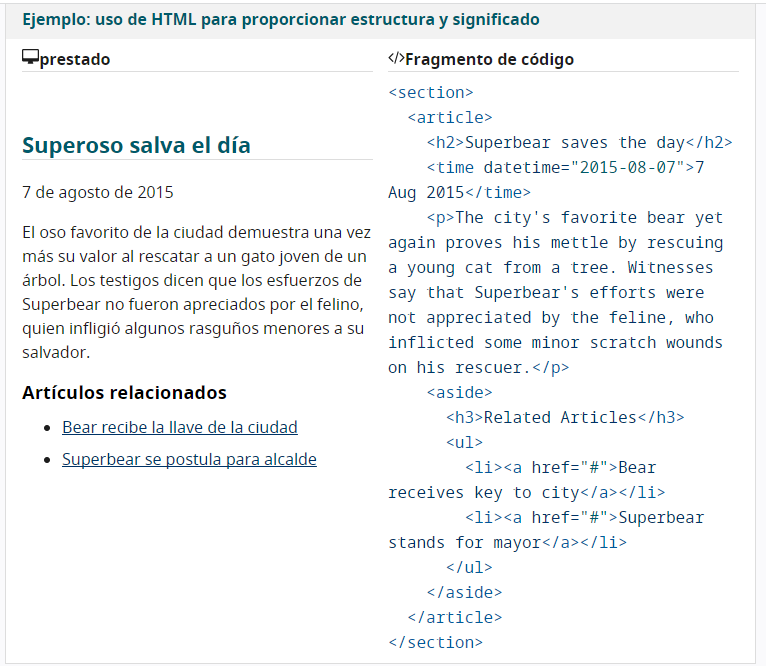 Ejemplo: uso de HTML para proporcionar estructura y significado
prestado
Superoso salva el día
7 de agosto de 2015
El oso favorito de la ciudad demuestra una vez
más su valor al rescatar a un gato joven de un
árbol. Los testigos dicen que los esfuerzos de
Superbear no fueron apreciados por el felino,
quien infligió algunos rasguños menores a su
salvador.
Artículos relacionados
• Bear recibe la llave de la ciudad
• Superbear se postula para alcalde
</>Fragmento de código
<section>
  <article>
    <h2>Superbear saves the day</h2>
    <time datetime="2015-08-07">7
Aug 2015</time>
    <p>The city's favorite bear yet
again proves his mettle by rescuing
a young cat from a tree. Witnesses
say that Superbear's efforts were
not appreciated by the feline, who
inflicted some minor scratch wounds
on his rescuer.</p>
    <aside>
      <h3>Related Articles</h3>
      <ul>
        <li><a href="#">Bear
receives key to city</a></li>
        <li><a href="#">Superbear
stands for mayor</a></li>
      </ul>
    </aside>
  </article>
</section>